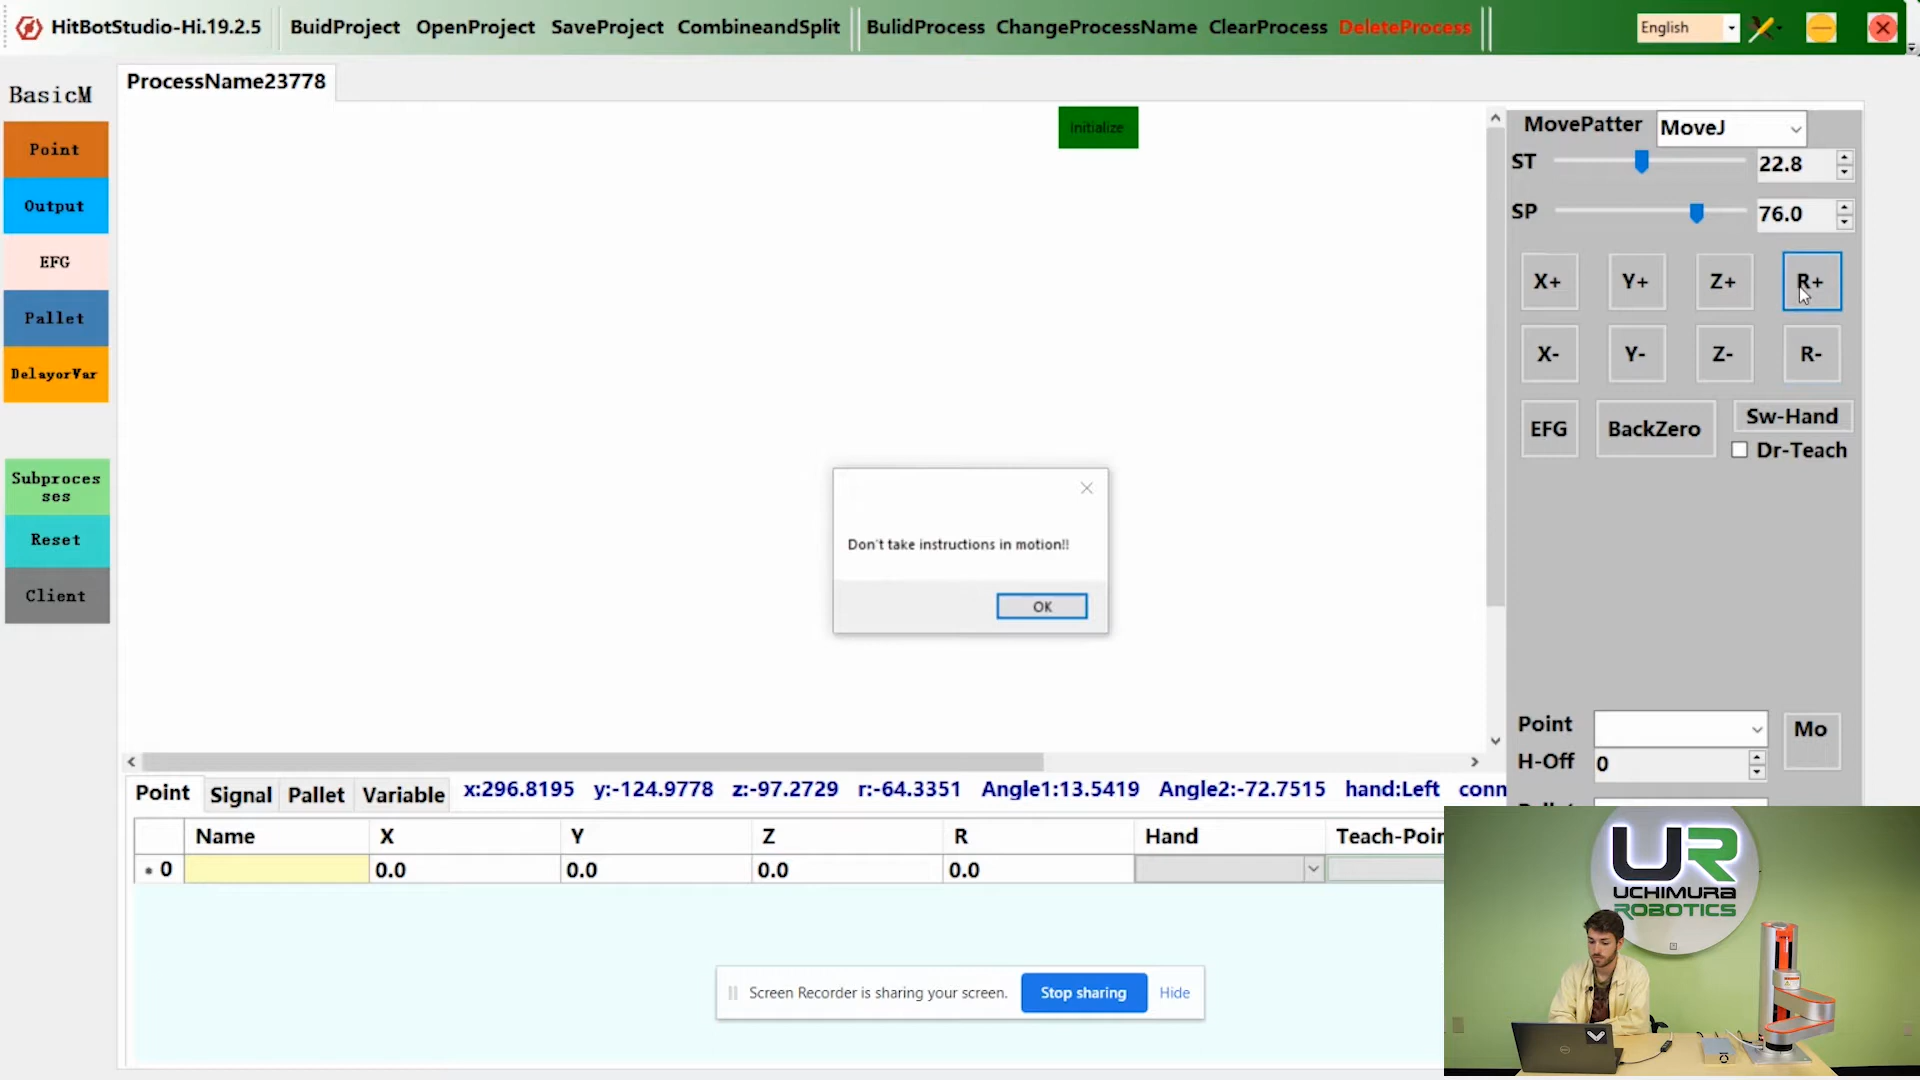 HitBotStudio-Hi.19.2.5 BuidProject OpenProject SaveProject CombineandSplit BulidProcess ChangeProcessName ClearProcess DeleteProcess English
BasicM
ProcessName23778
Point
Output
EFG
Pallet
DelayorVar
Subproces
ses
Reset
Client
Initialize
MovePatter MoveJ
ST 22.8
SP 76.0
X+ Y+ Z+ R+
X- Y- Z- R-
EFG BackZero Sw-Hand
Dr-Teach
Don't take instructions in motion!!
OK
Point Mo
H-Off 0
Point Signal Pallet Variable x:296.8195 y:-124.9778 z:-97.2729 r:-64.3351 Angle1:13.5419 Angle2:-72.7515 hand:Left conn
Name X Y Z R Hand Teach-Poin
0 0.0 0.0 0.0 0.0
Screen Recorder is sharing your screen. Stop sharing Hide
UR
UCHIMURA
ROBOTICS